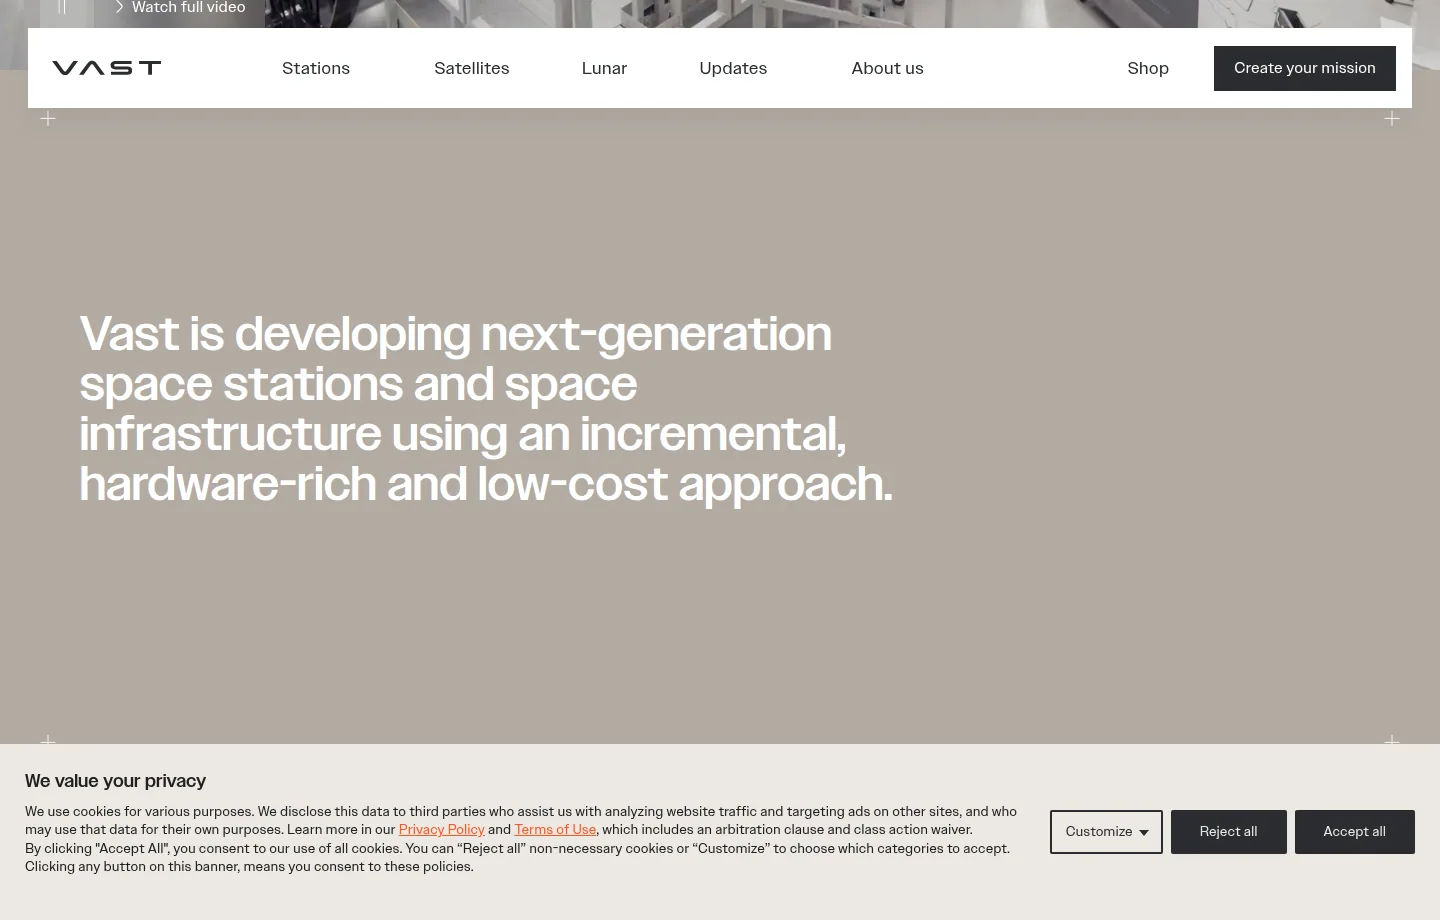 Watch full video
VAST
Stations
Satellites
Lunar
Updates
About us
Shop
Create your mission
Vast is developing next-generation
space stations and space
infrastructure using an incremental,
hardware-rich and low-cost approach.
We value your privacy
We use cookies for various purposes. We disclose this data to third parties who assist us with analyzing website traffic and targeting ads on other sites, and who
may use that data for their own purposes. Learn more in our Privacy Policy and Terms of Use, which includes an arbitration clause and class action waiver.
By clicking "Accept All", you consent to our use of all cookies. You can “Reject all” non-necessary cookies or “Customize” to choose which categories to accept.
Clicking any button on this banner, means you consent to these policies.
Customize
Reject all
Accept all